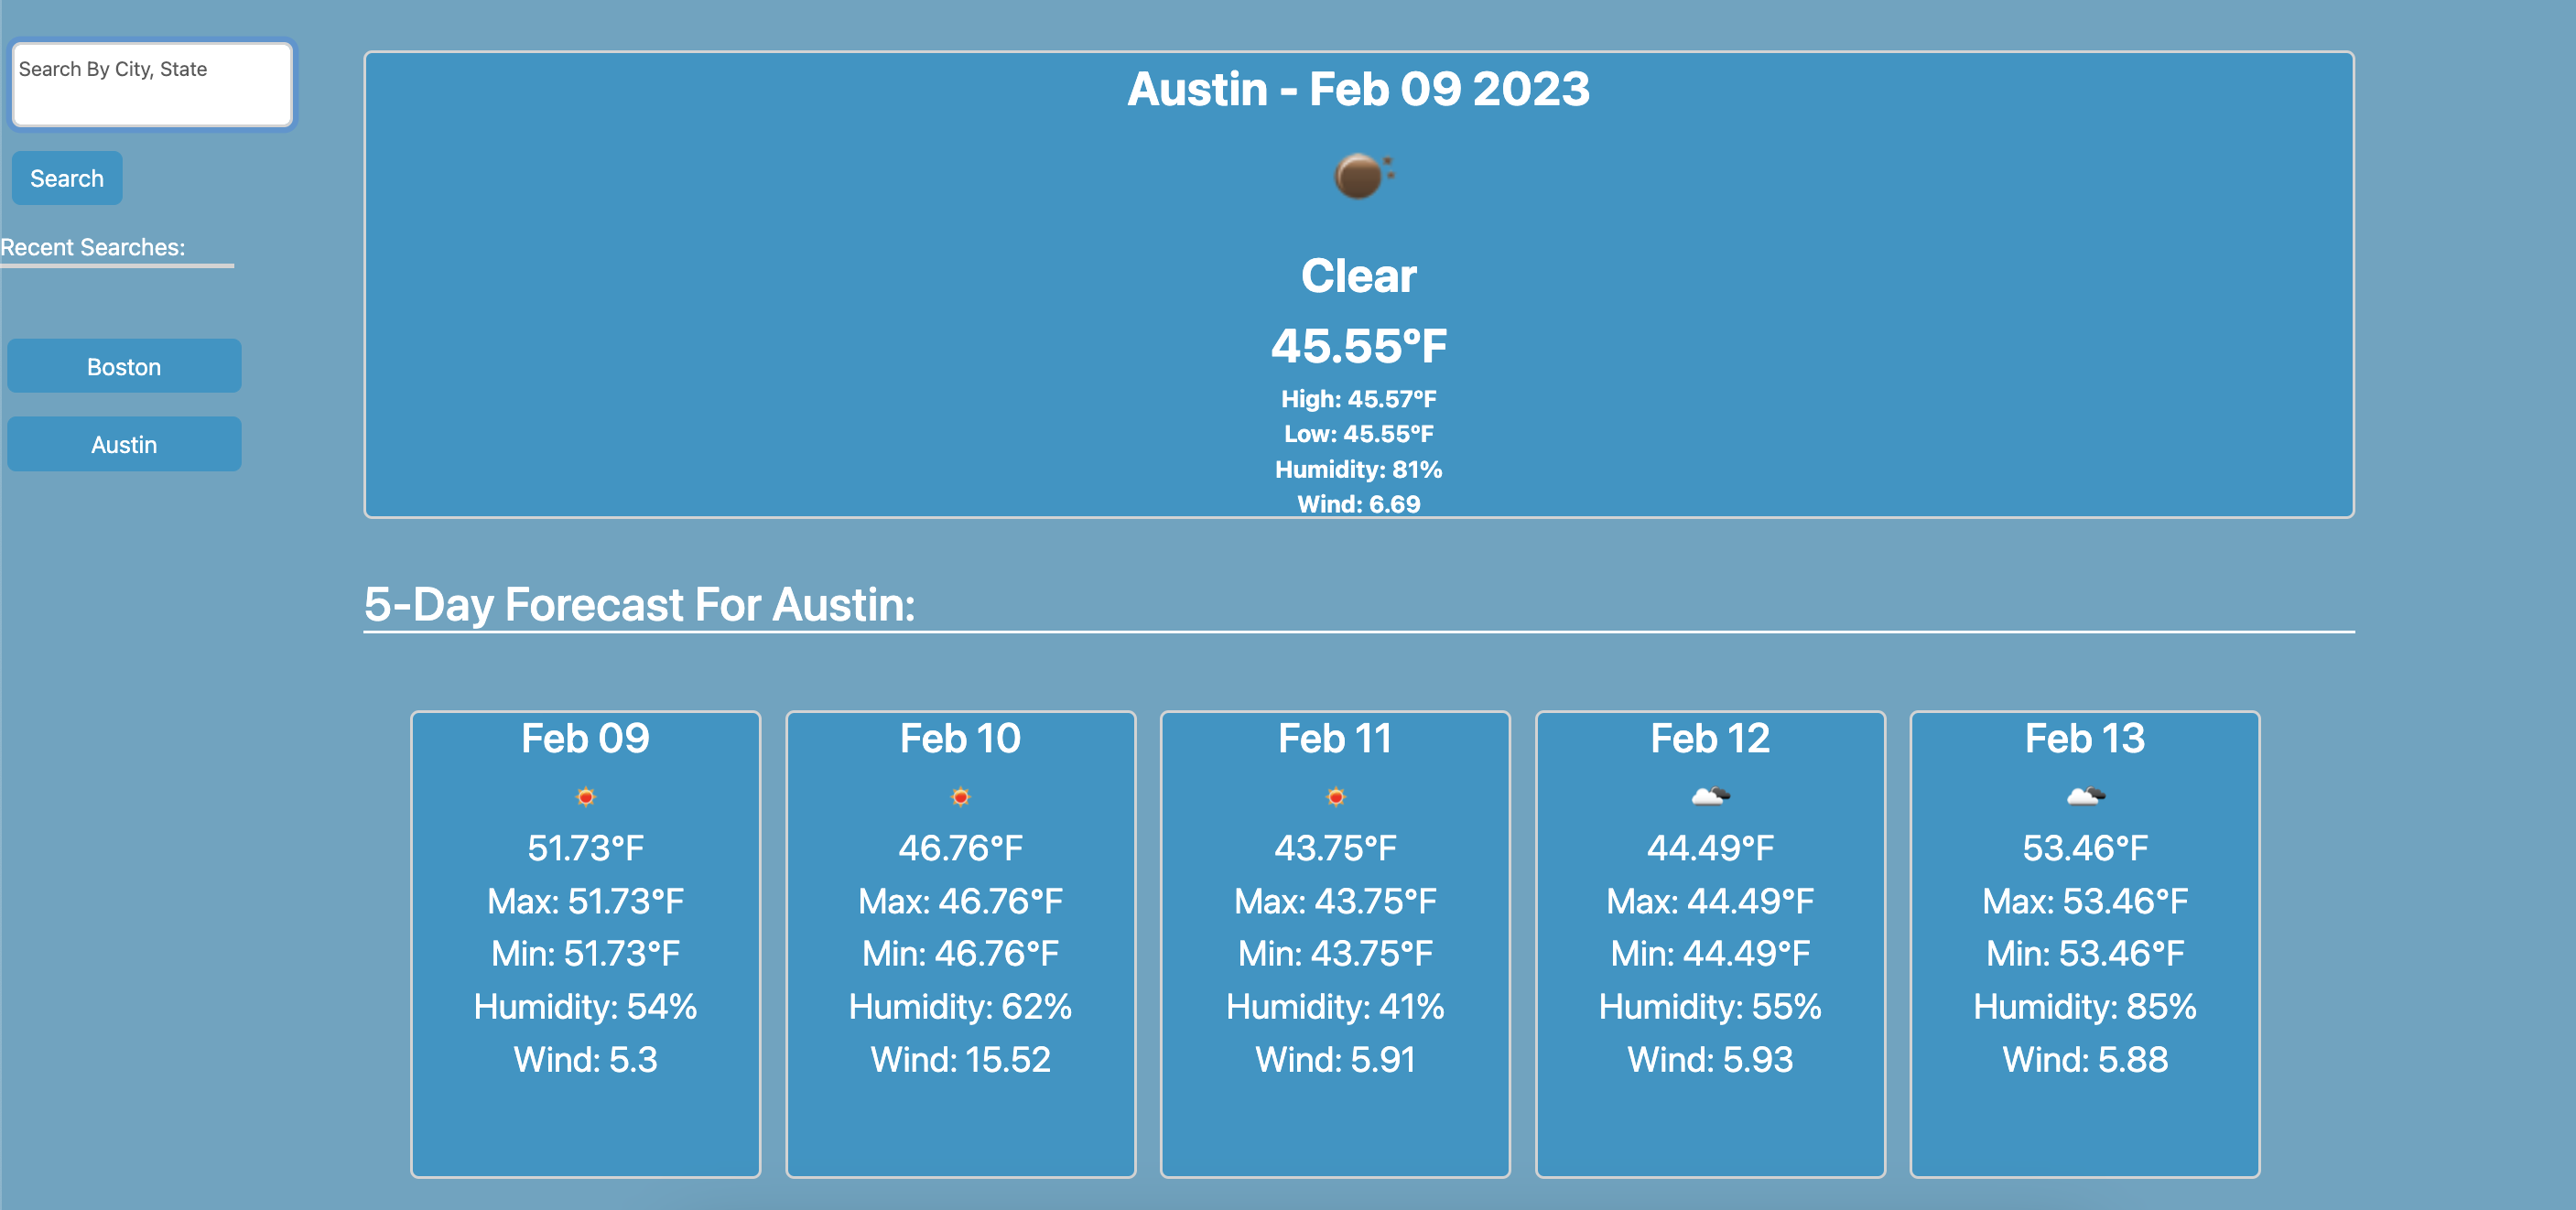 Search By City, State
Search
Recent Searches:
Boston
Austin
Austin - Feb 09 2023
Clear
45.55°F
High: 45.57°F
Low: 45.55°F
Humidity: 81%
Wind: 6.69
5-Day Forecast For Austin:
Feb 09
51.73°F
Max: 51.73°F
Min: 51.73°F
Humidity: 54%
Wind: 5.3
Feb 10
46.76°F
Max: 46.76°F
Min: 46.76°F
Humidity: 62%
Wind: 15.52
Feb 11
43.75°F
Max: 43.75°F
Min: 43.75°F
Humidity: 41%
Wind: 5.91
Feb 12
44.49°F
Max: 44.49°F
Min: 44.49°F
Humidity: 55%
Wind: 5.93
Feb 13
53.46°F
Max: 53.46°F
Min: 53.46°F
Humidity: 85%
Wind: 5.88